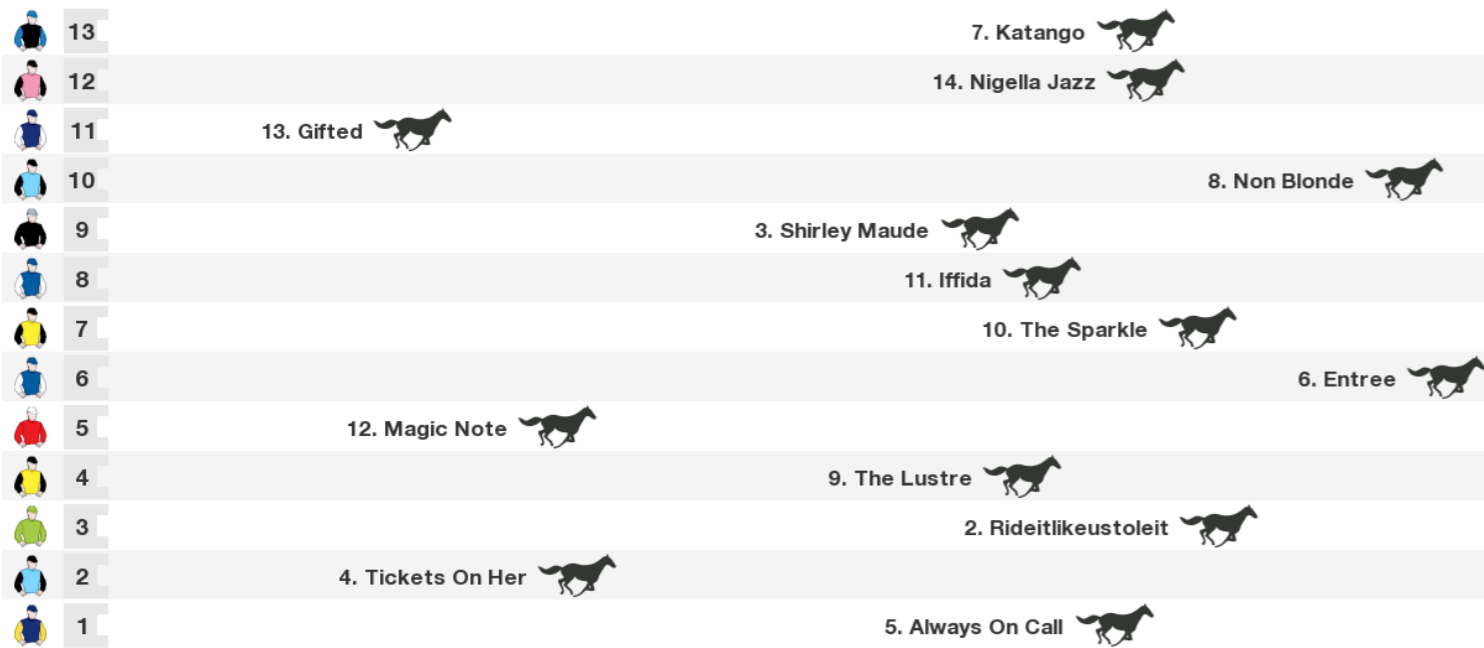 13 7. Katango
12 14. Nigella Jazz
11 13. Gifted
10 8. Non Blonde
9 3. Shirley Maude
8 11. Iffida
7 10. The Sparkle
6 6. Entree
5 12. Magic Note
4 9. The Lustre
3 2. Rideitlikeustoleit
2 4. Tickets On Her
1 5. Always On Call